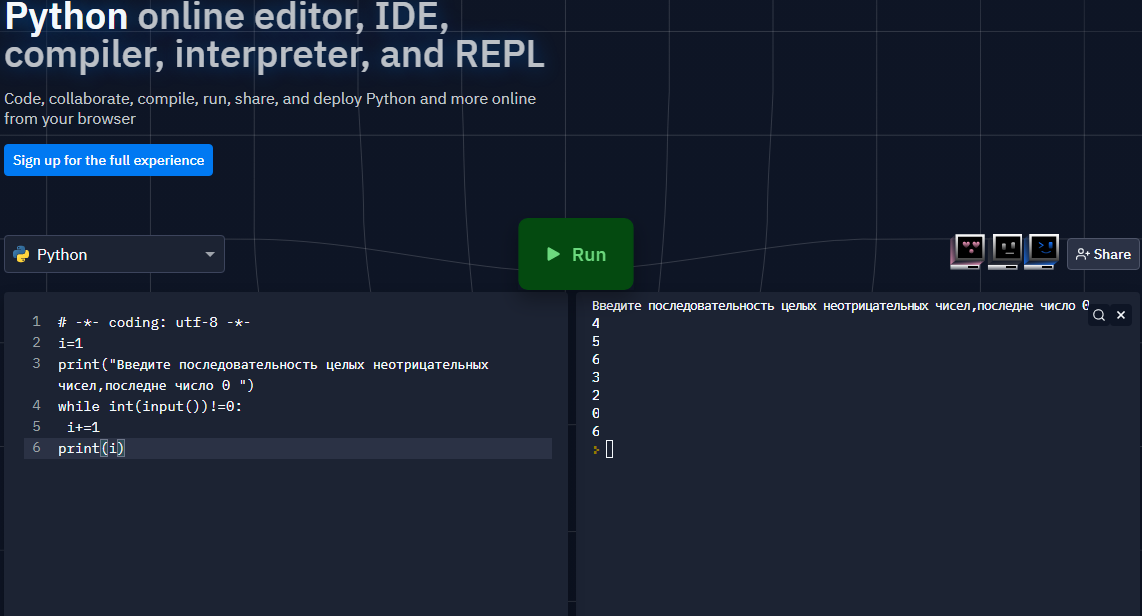 Python online editor, IDE,
compiler, interpreter, and REPL
Code, collaborate, compile, run, share, and deploy Python and more online
from your browser
Sign up for the full experience
Python
Run
Share
1 # -*- coding: utf-8 -*-
2 i=1
3 print("Введите последовательность целых неотрицательных
чисел,последне число 0 ")
4 while int(input())!=0:
5 i+=1
6 print(i)
Введите последовательность целых неотрицательных чисел,последне число 0
4
5
6
3
2
0
6